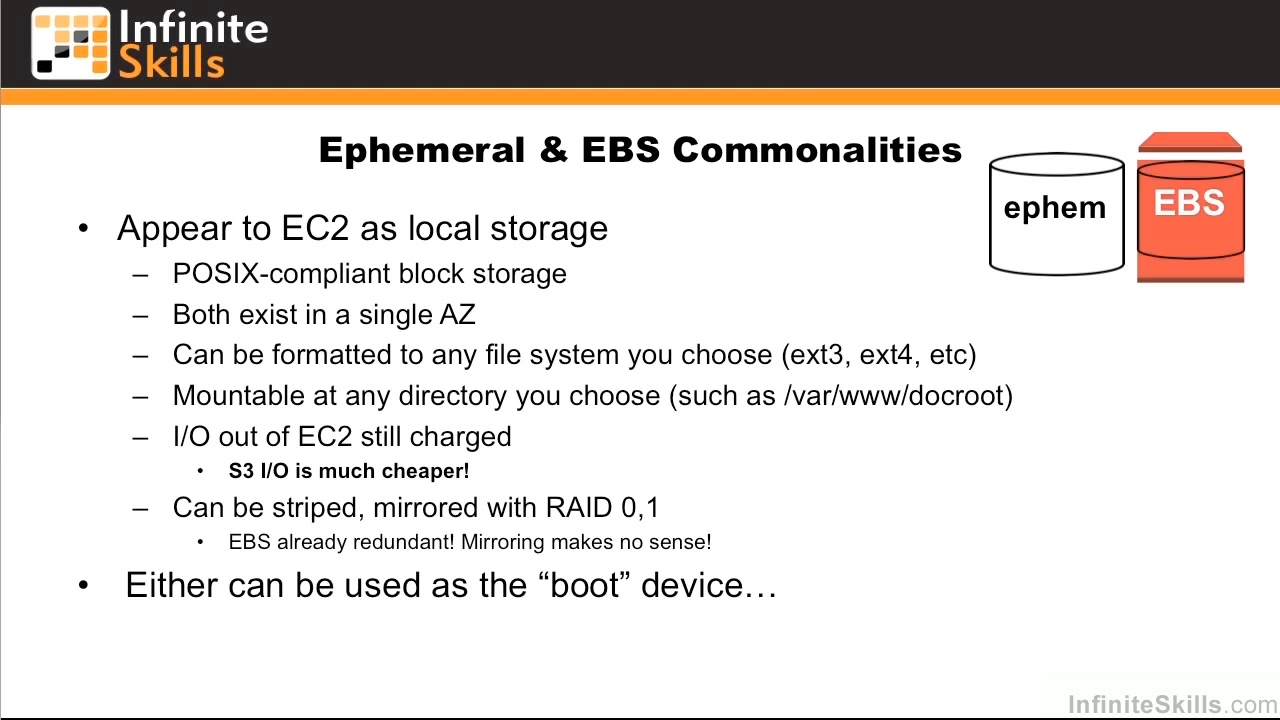 Infinite
Skills
Ephemeral & EBS Commonalities
ephem
EBS
• Appear to EC2 as local storage
– POSIX-compliant block storage
– Both exist in a single AZ
– Can be formatted to any file system you choose (ext3, ext4, etc)
– Mountable at any directory you choose (such as /var/www/docroot)
– I/O out of EC2 still charged
• S3 I/O is much cheaper!
– Can be striped, mirrored with RAID 0,1
• EBS already redundant! Mirroring makes no sense!
• Either can be used as the “boot” device…
InfiniteSkills.com